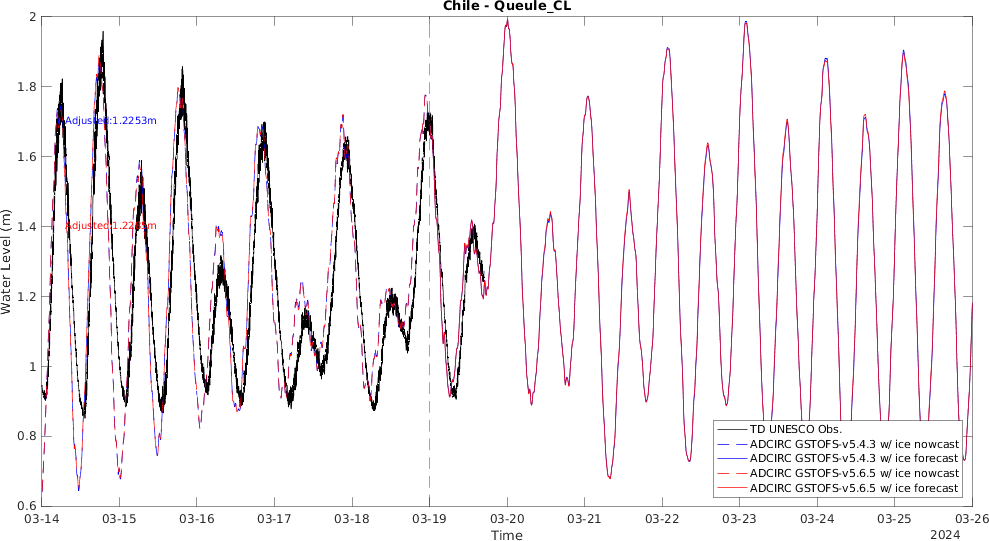 Chile - Queule_CL
2
1.8
1.6
1.4
1.2
1
0.8
0.6
Water Level (m)
Adjusted:1.2253m
03-14
03-15
03-16
03-17
03-18
03-19
03-20
03-21
03-22
03-23
03-24
03-25
03-26
Time
2024
TD UNESCO Obs.
ADCIRC GSTOFS-v5.4.3 w/ ice nowcast
ADCIRC GSTOFS-v5.4.3 w/ ice forecast
ADCIRC GSTOFS-v5.6.5 w/ ice nowcast
ADCIRC GSTOFS-v5.6.5 w/ ice forecast